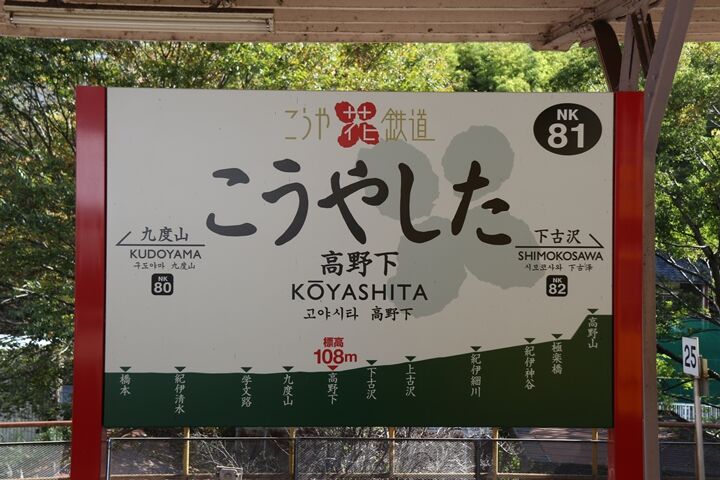 こうや花鉄道
NK
81
こうやした
九度山
KUDOYAMA
구도야마 九度山
NK
80
高野下
KŌYASHITA
고야시타 高野下
下古沢
SHIMOKOSAWA
시모코사와 下古泽
NK
82
標高
108m
橋本
紀伊清水
学文路
九度山
高野下
下古沢
上古沢
紀伊細川
紀伊神谷
極楽橋
高野山
25